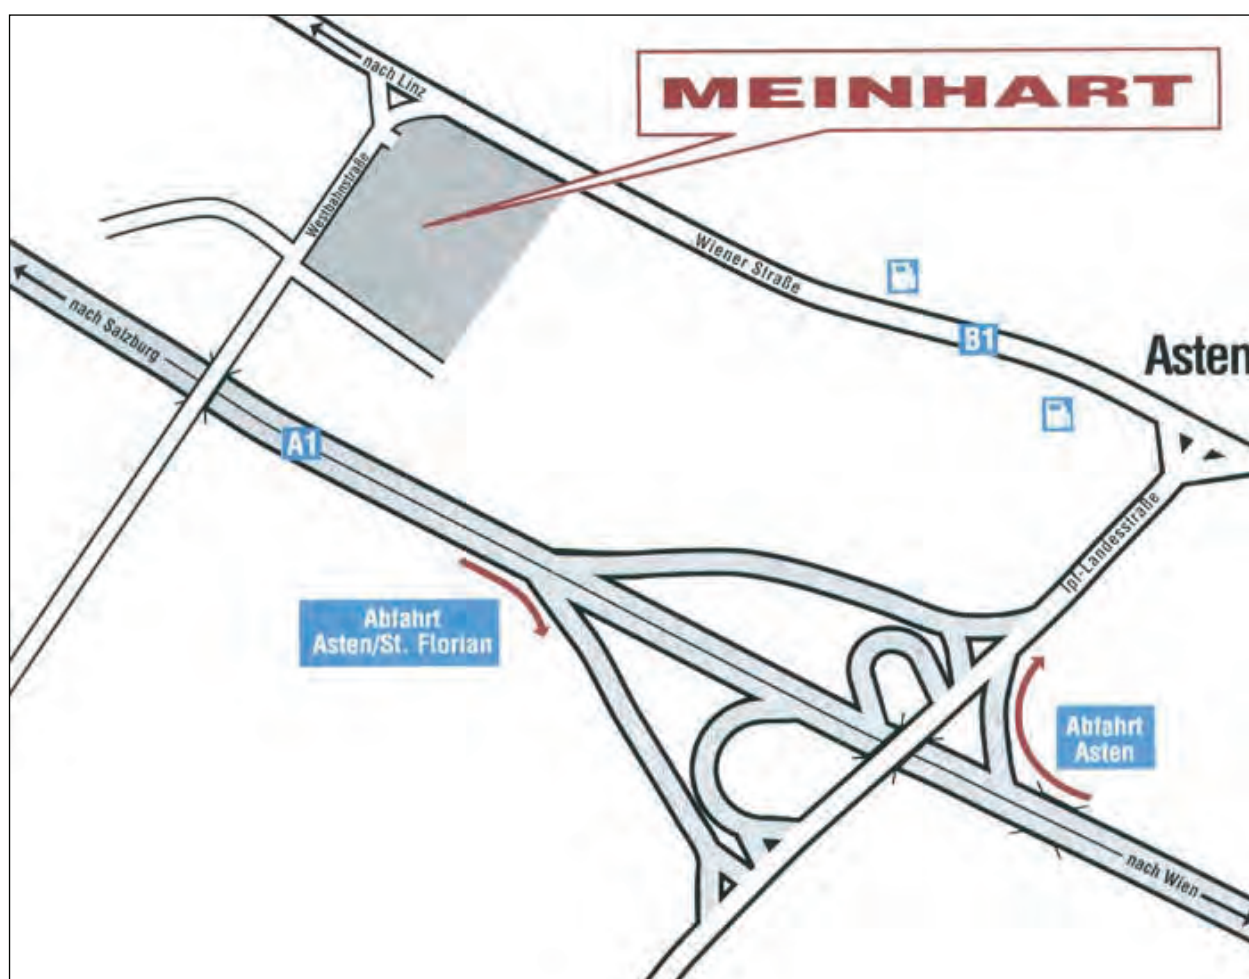 nach Linz
MEINHART
Westbahnstraße
Wiener Straße
nach Salzburg
B1
Asten
A1
Ipf-Landesstraße
Abfahrt
Asten/St. Florian
Abfahrt
Asten
nach Wien